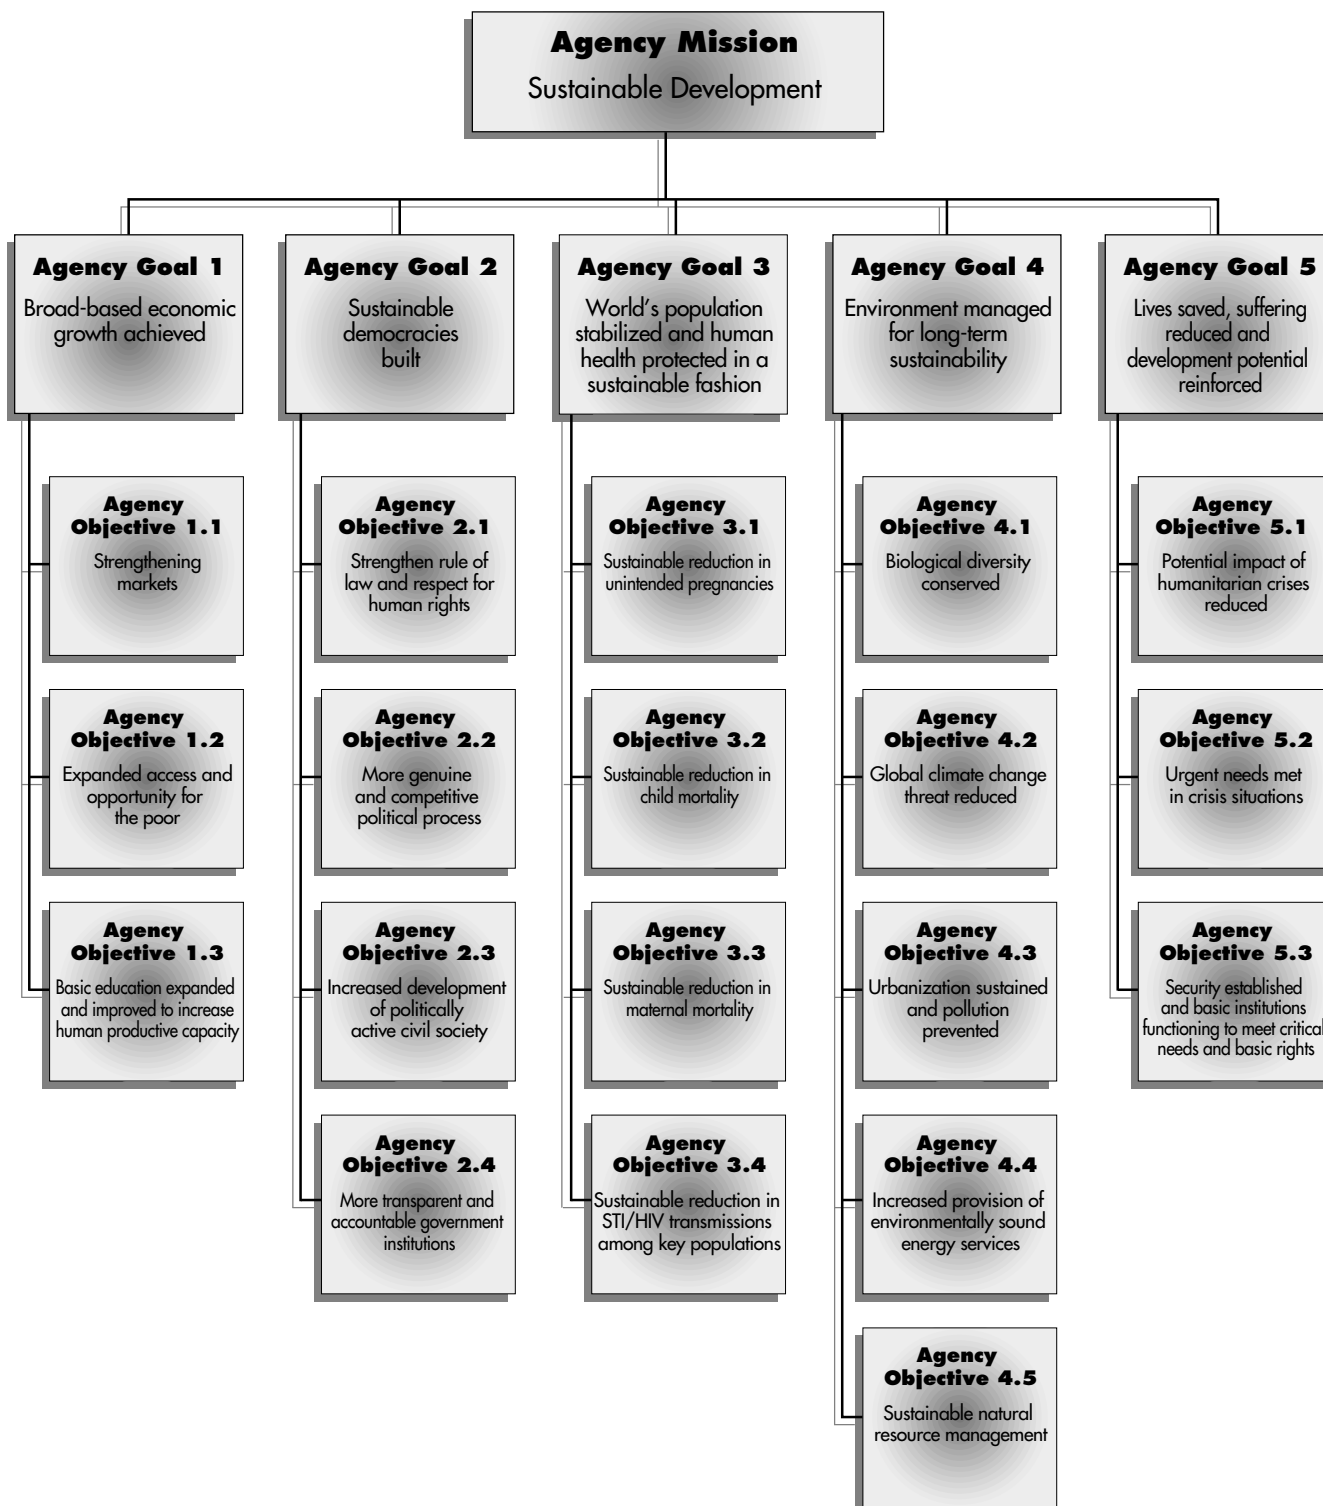 Agency Mission
Sustainable Development
Agency Goal 1
Broad-based economic
growth achieved
Agency
Objective 1.1
Strengthening
markets
Agency
Objective 1.2
Expanded access and
opportunity for
the poor
Agency
Objective 1.3
Basic education expanded
and improved to increase
human productive capacity
Agency Goal 2
Sustainable
democracies
built
Agency
Objective 2.1
Strengthen rule of
law and respect for
human rights
Agency
Objective 2.2
More genuine
and competitive
political process
Agency
Objective 2.3
Increased development
of politically
active civil society
Agency
Objective 2.4
More transparent and
accountable government
institutions
Agency Goal 3
World’s population
stabilized and human
health protected in a
sustainable fashion
Agency
Objective 3.1
Sustainable reduction in
unintended pregnancies
Agency
Objective 3.2
Sustainable reduction in
child mortality
Agency
Objective 3.3
Sustainable reduction in
maternal mortality
Agency
Objective 3.4
Sustainable reduction in
STI/HIV transmissions
among key populations
Agency Goal 4
Environment managed
for long-term
sustainability
Agency
Objective 4.1
Biological diversity
conserved
Agency
Objective 4.2
Global climate change
threat reduced
Agency
Objective 4.3
Urbanization sustained
and pollution
prevented
Agency
Objective 4.4
Increased provision of
environmentally sound
energy services
Agency
Objective 4.5
Sustainable natural
resource management
Agency Goal 5
Lives saved, suffering
reduced and
development potential
reinforced
Agency
Objective 5.1
Potential impact of
humanitarian crises
reduced
Agency
Objective 5.2
Urgent needs met
in crisis situations
Agency
Objective 5.3
Security established
and basic institutions
functioning to meet critical
needs and basic rights